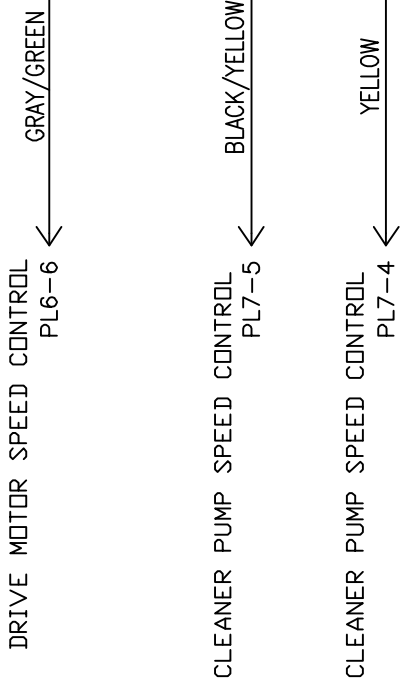 GRAY/GREEN
DRIVE MOTOR SPEED CONTROL
PL6-6
BLACK/YELLOW
CLEANER PUMP SPEED CONTROL
PL7-5
YELLOW
CLEANER PUMP SPEED CONTROL
PL7-4